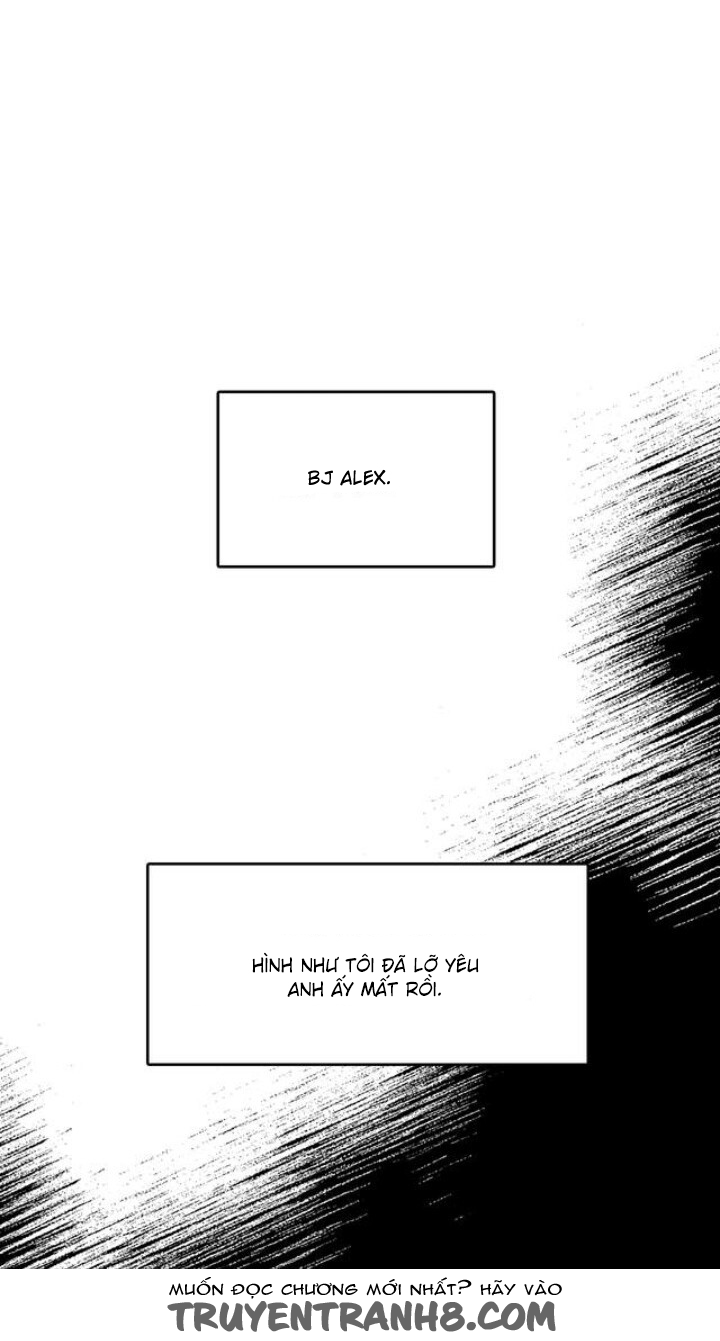 BJ ALEX.
HÌNH NHƯ TÔI ĐÃ LỠ YÊU
ANH ẤY MẤT RỒI.
MUỐN ĐỌC CHƯƠNG MỚI NHẤT? HÃY VÀO
TRUYENTRANH8.COM